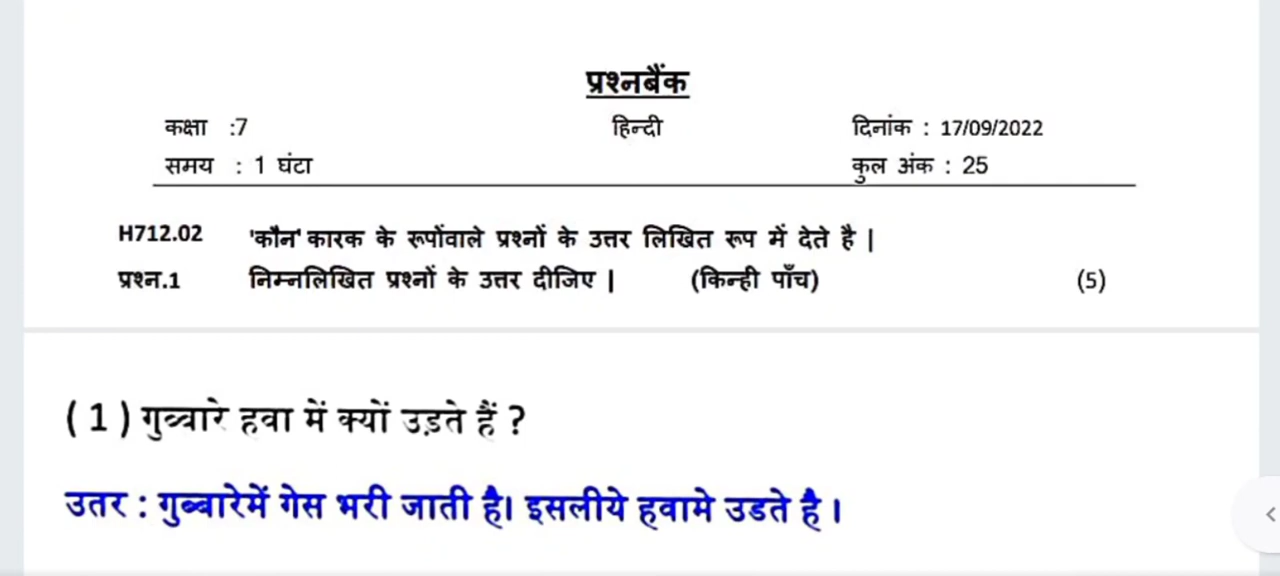 प्रश्नबैंक
कक्षा :7 हिन्दी दिनांक : 17/09/2022
समय : 1 घंटा कुल अंक : 25
H712.02 'कौन' कारक के रूपोंवाले प्रश्नों के उत्तर लिखित रूप में देते है |
प्रश्न.1 निम्नलिखित प्रश्नों के उत्तर दीजिए | (किन्ही पाँच) (5)
( 1 ) गुब्बारे हवा में क्यों उड़ते हैं ?
उतर : गुब्बारेमें गेस भरी जाती है। इसलीये हवामे उडते है ।